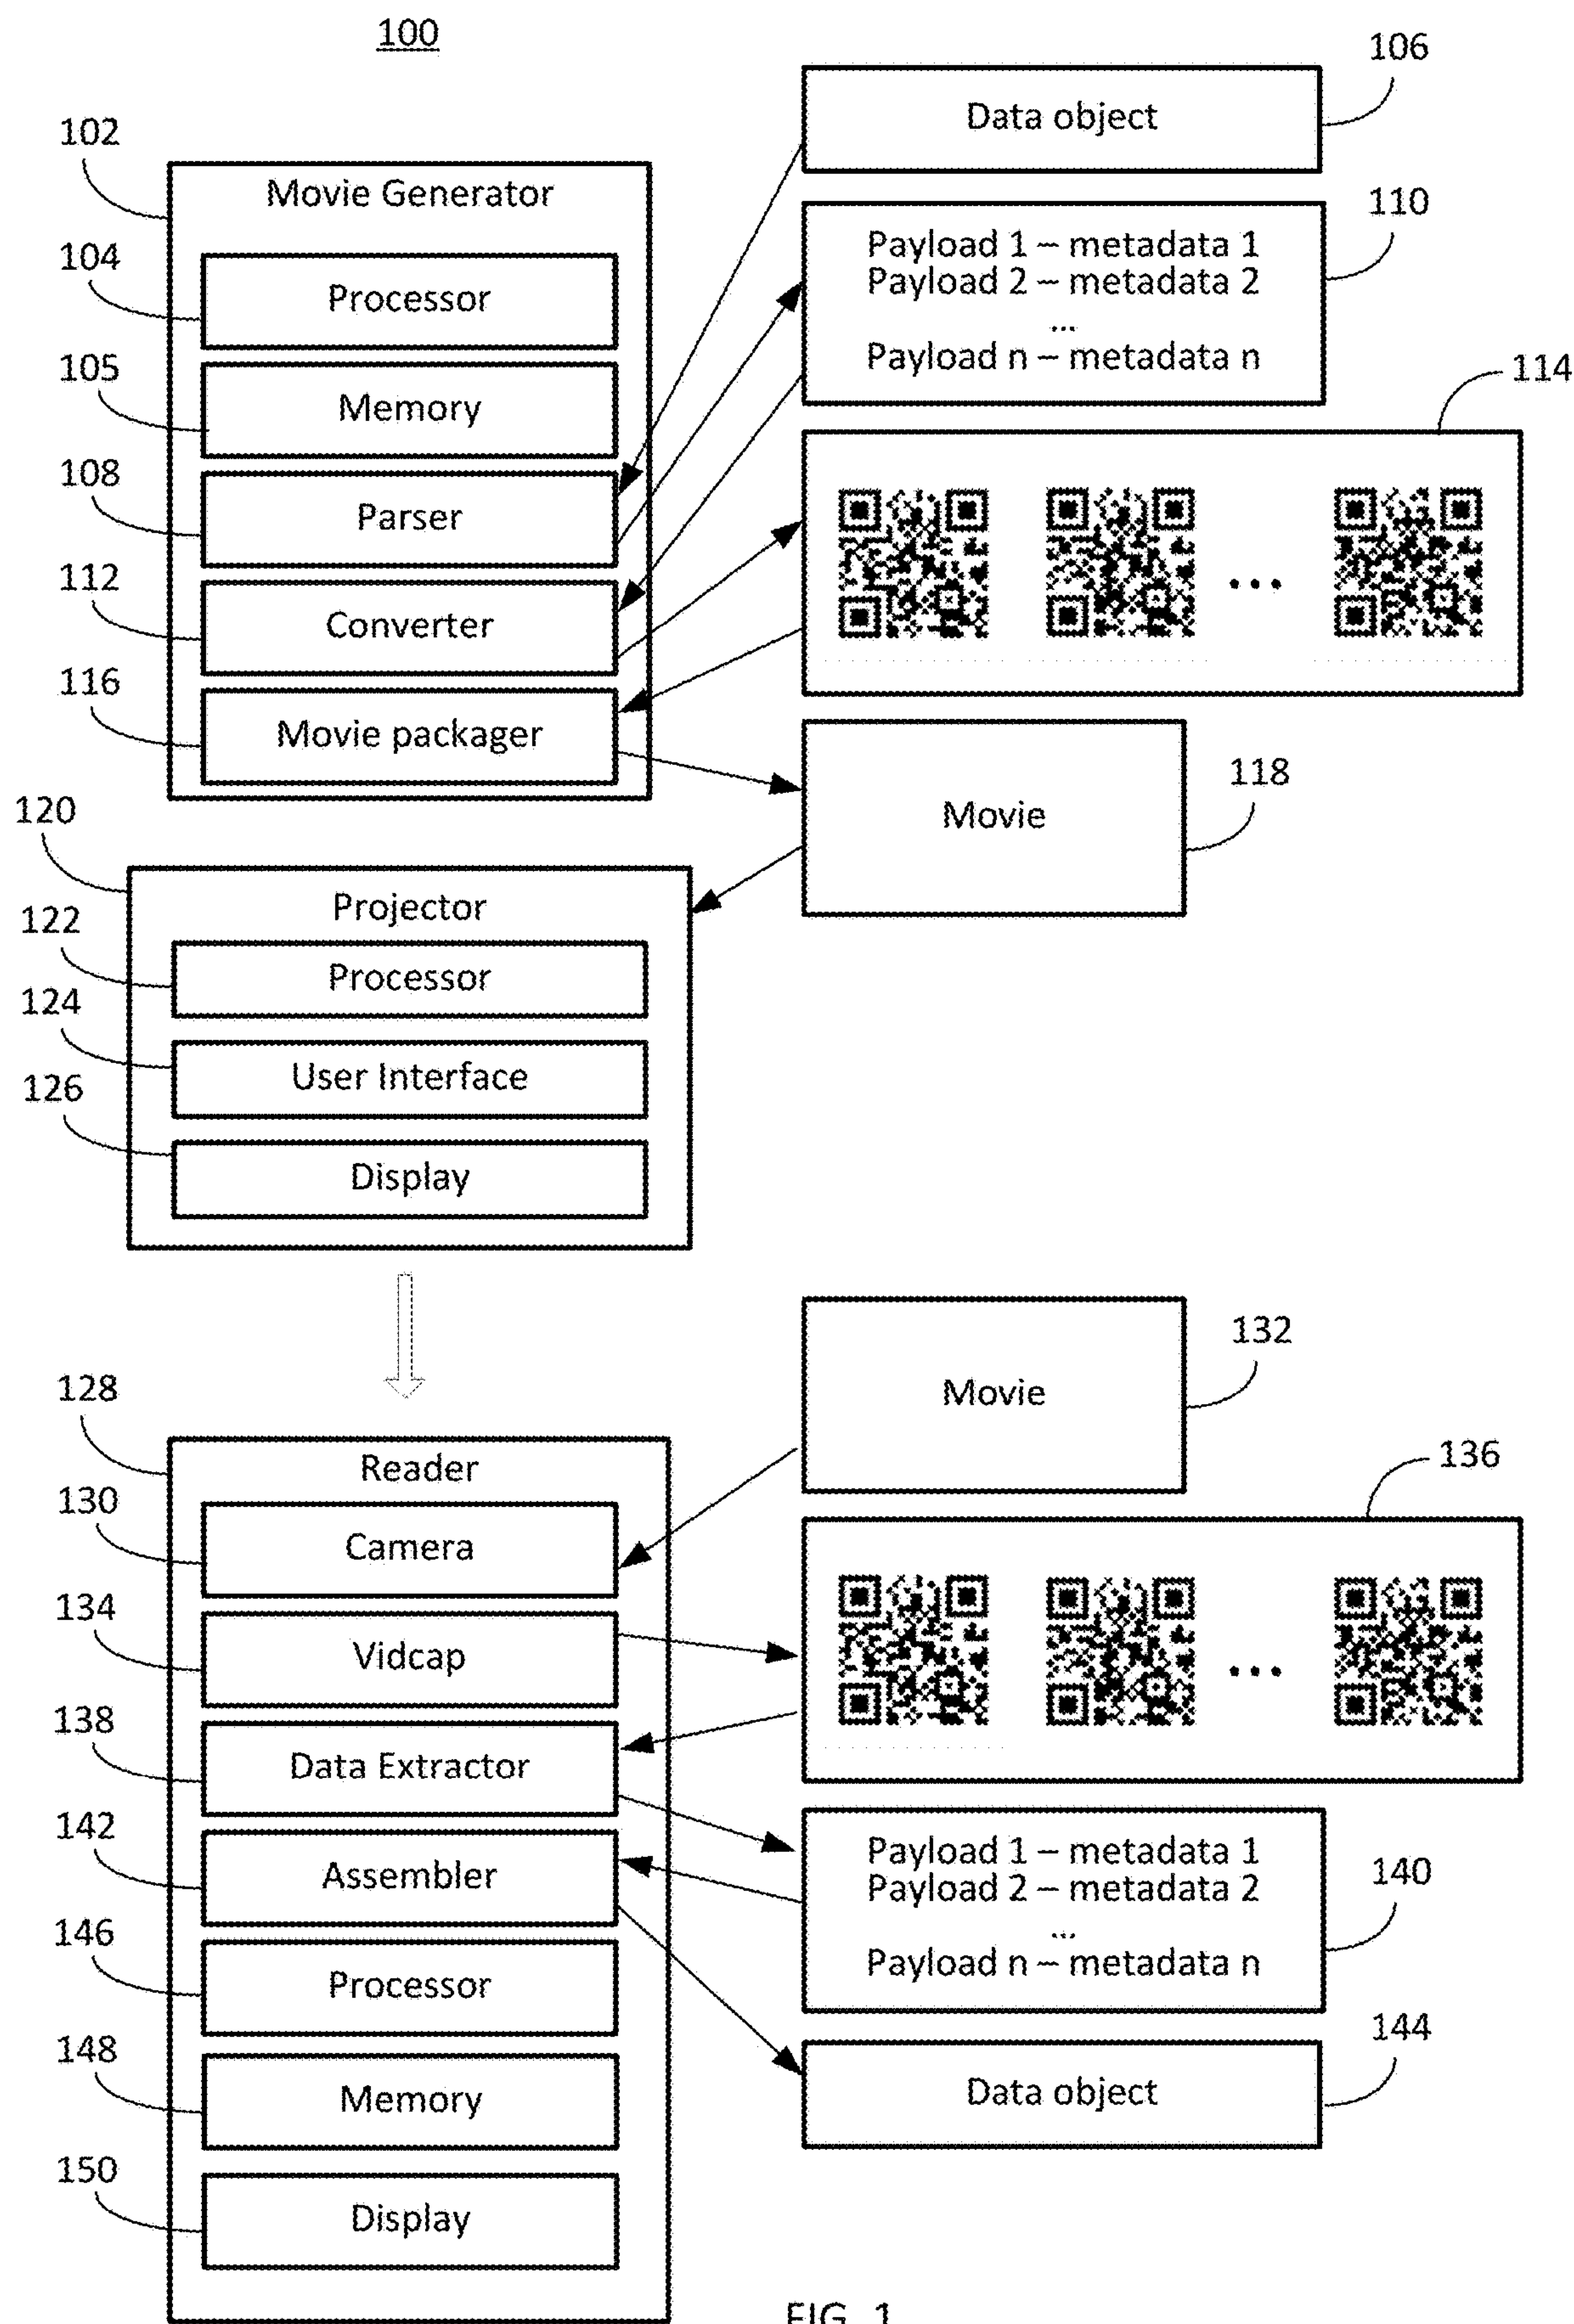 100
106
Data object
102
Movie Generator
110
Payload 1 – metadata 1
Payload 2 – metadata 2
...
Payload n – metadata n
104
Processor
105
Memory
114
108
Parser
112
Converter
116
Movie packager
118
Movie
120
Projector
122
Processor
124
User Interface
126
Display
132
Movie
128
Reader
136
130
Camera
134
Vidcap
138
Data Extractor
140
Payload 1 – metadata 1
Payload 2 – metadata 2
...
Payload n – metadata n
142
Assembler
146
Processor
144
Data object
148
Memory
150
Display
FIG. 1